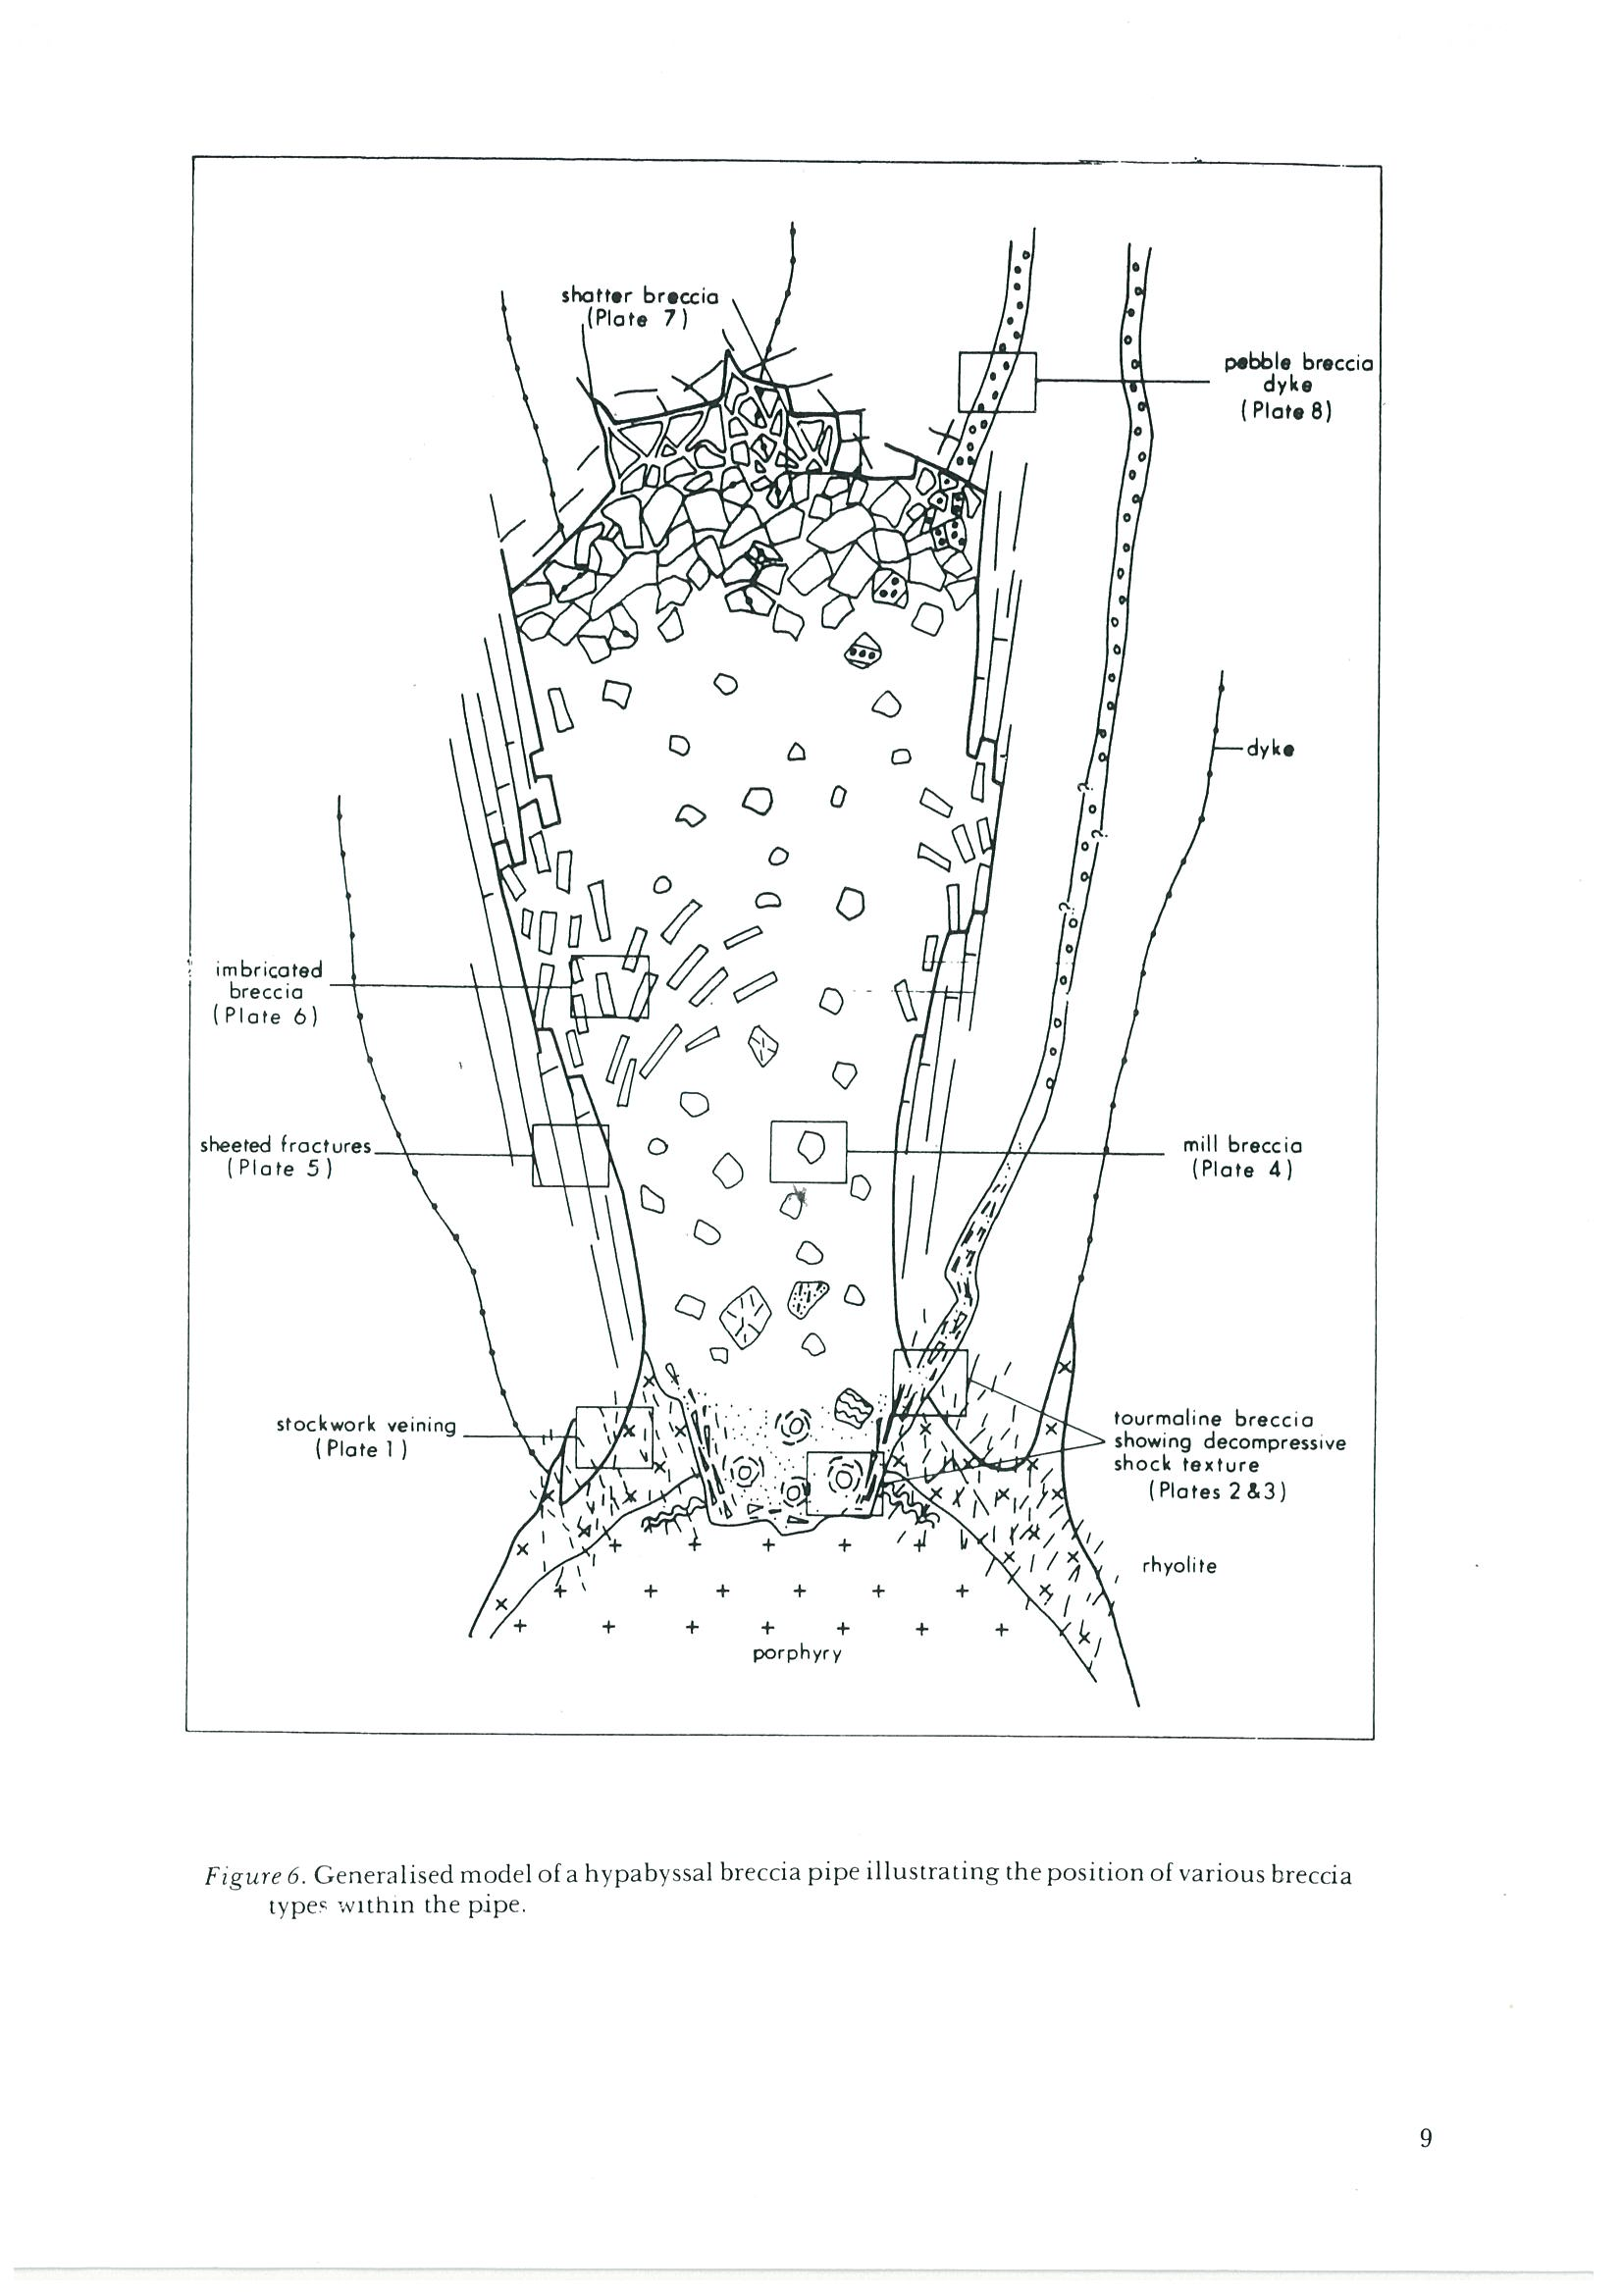 shatter breccia
(Plate 7)
pebble breccia
dyke
(Plate 8)
dyke
?
?
?
imbricated
breccia
(Plate 6)
sheeted fractures
(Plate 5)
mill breccia
(Plate 4)
stockwork veining
(Plate 1)
tourmaline breccia
showing decompressive
shock texture
(Plates 2 & 3)
rhyolite
porphyry
Figure 6. Generalised model of a hypabyssal breccia pipe illustrating the position of various breccia
types within the pipe.
9